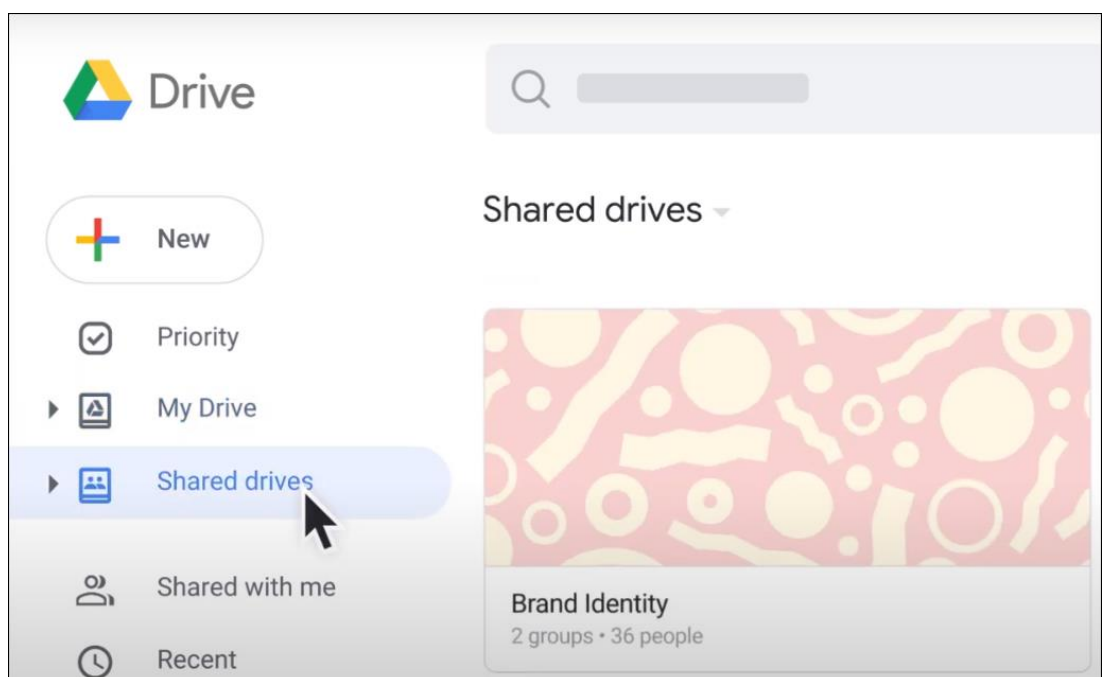 Drive
New
Priority
My Drive
Shared drives
Shared with me
Recent
Shared drives
Brand Identity
2 groups • 36 people